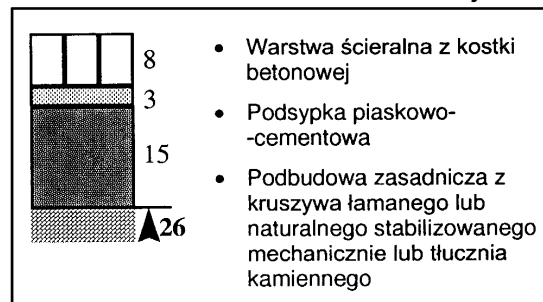 8
3
15
26
• Warstwa ścieralna z kostki
betonowej
• Podsypka piaskowo-
-cementowa
• Podbudowa zasadnicza z
kruszywa łamanego lub
naturalnego stabilizowanego
mechanicznie lub tłucznia
kamiennego